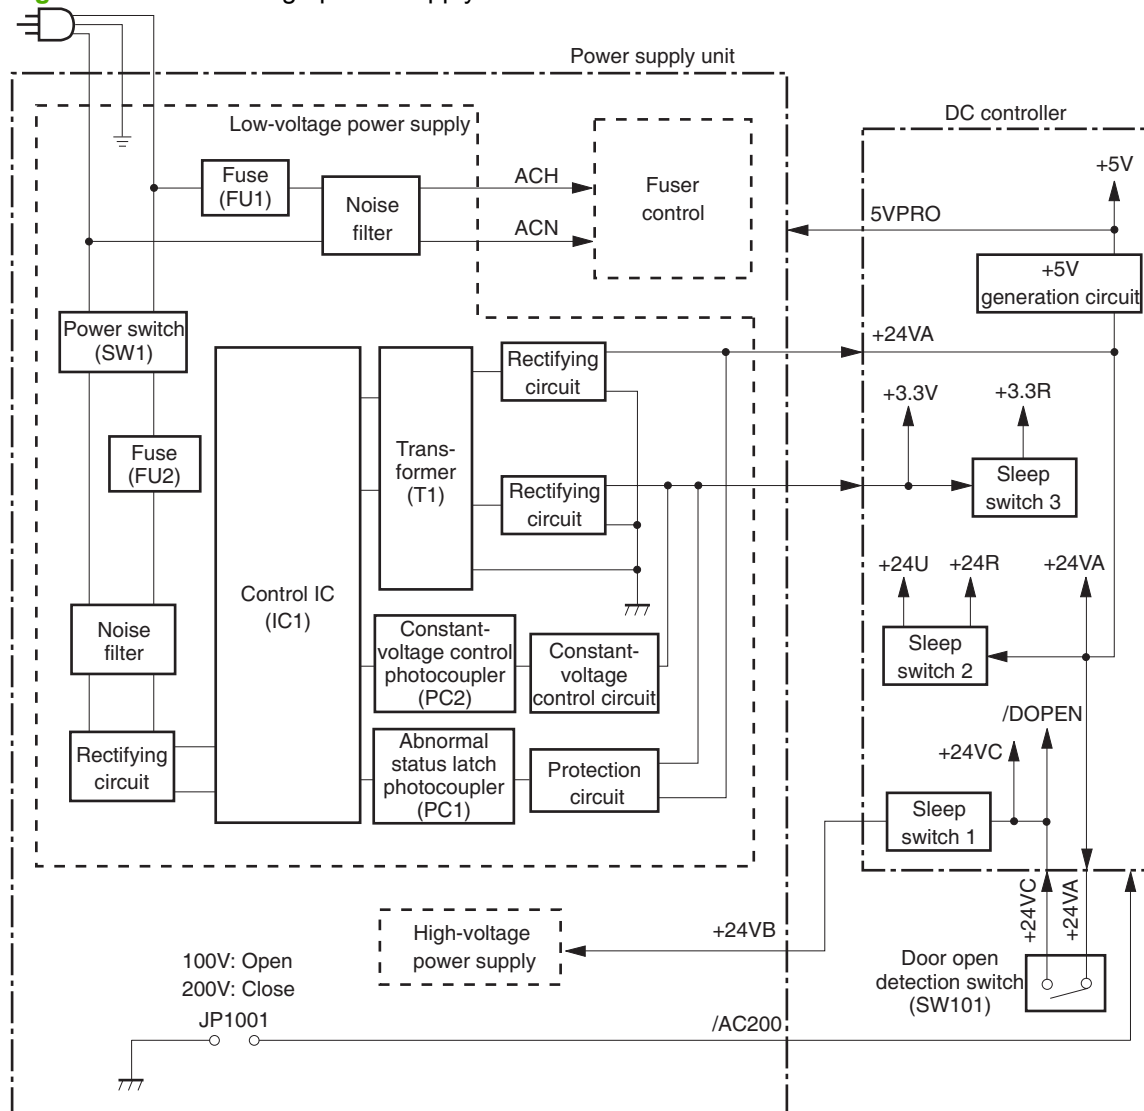 Power supply unit
Low-voltage power supply
DC controller
+5V
Fuse
(FU1)
Noise
filter
ACH
ACN
Fuser
control
5VPRO
+5V
generation circuit
Power switch
(SW1)
+24VA
Rectifying
circuit
+3.3V
+3.3R
Fuse
(FU2)
Trans-
former
(T1)
Rectifying
circuit
Sleep
switch 3
Control IC
(IC1)
+24U
+24R
+24VA
Noise
filter
Constant-
voltage control
photocoupler
(PC2)
Constant-
voltage
control circuit
Sleep
switch 2
/DOPEN
+24VC
Rectifying
circuit
Abnormal
status latch
photocoupler
(PC1)
Protection
circuit
Sleep
switch 1
+24VC
+24VA
High-voltage
power supply
+24VB
Door open
detection switch
(SW101)
100V: Open
200V: Close
JP1001
/AC200